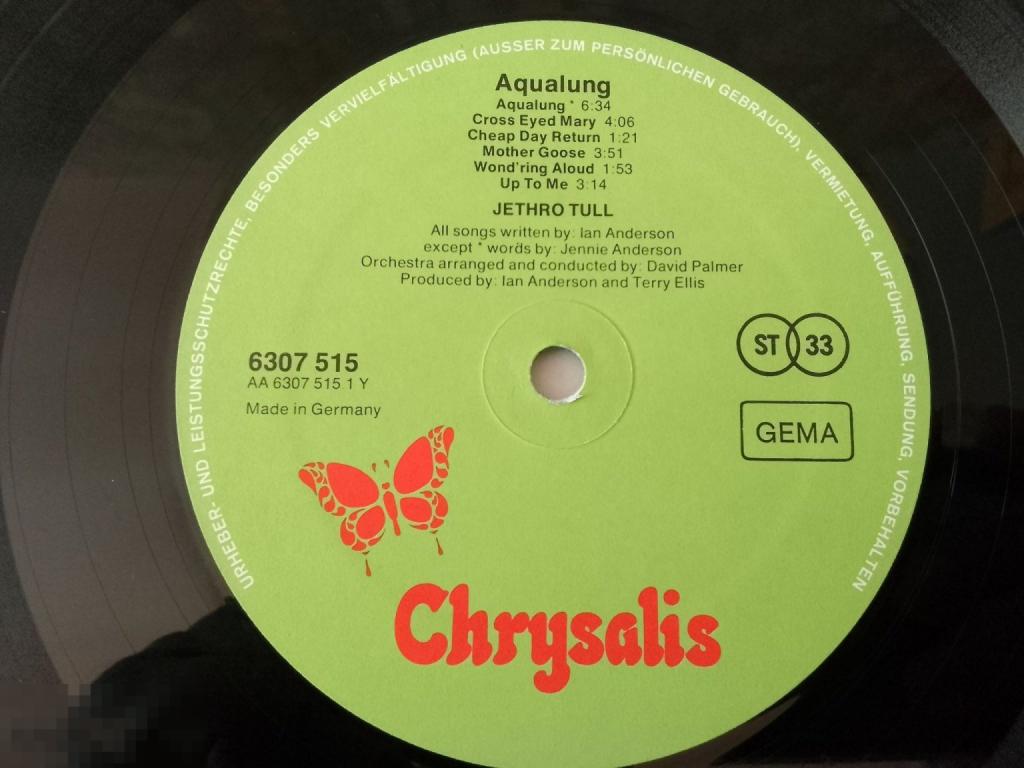 URHEBER- UND LEISTUNGSSCHUTZRECHTE, BESONDERS VERVIELFÄLTIGUNG (AUSSER ZUM PERSÖNLICHEN GEBRAUCH), VERMIETUNG, AUFFÜHRUNG, SENDUNG, VORBEHALTEN
Aqualung
Aqualung * 6:34
Cross Eyed Mary 4:06
Cheap Day Return 1:21
Mother Goose 3:51
Wond'ring Aloud 1:53
Up To Me 3:14
JETHRO TULL
All songs written by: Ian Anderson
except * words by: Jennie Anderson
Orchestra arranged and conducted by: David Palmer
Produced by: Ian Anderson and Terry Ellis
6307 515
AA 6307 515 1 Y
Made in Germany
ST 33
GEMA
Chrysalis